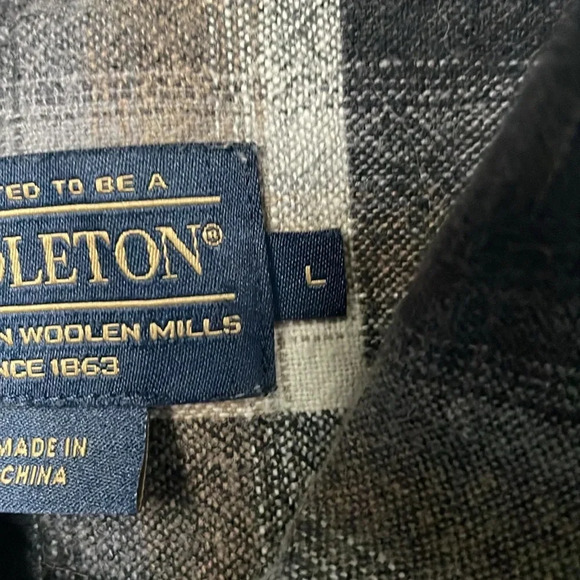 TED TO BE A
DLETON®
L
N WOOLEN MILLS
NCE 1863
MADE IN
CHINA